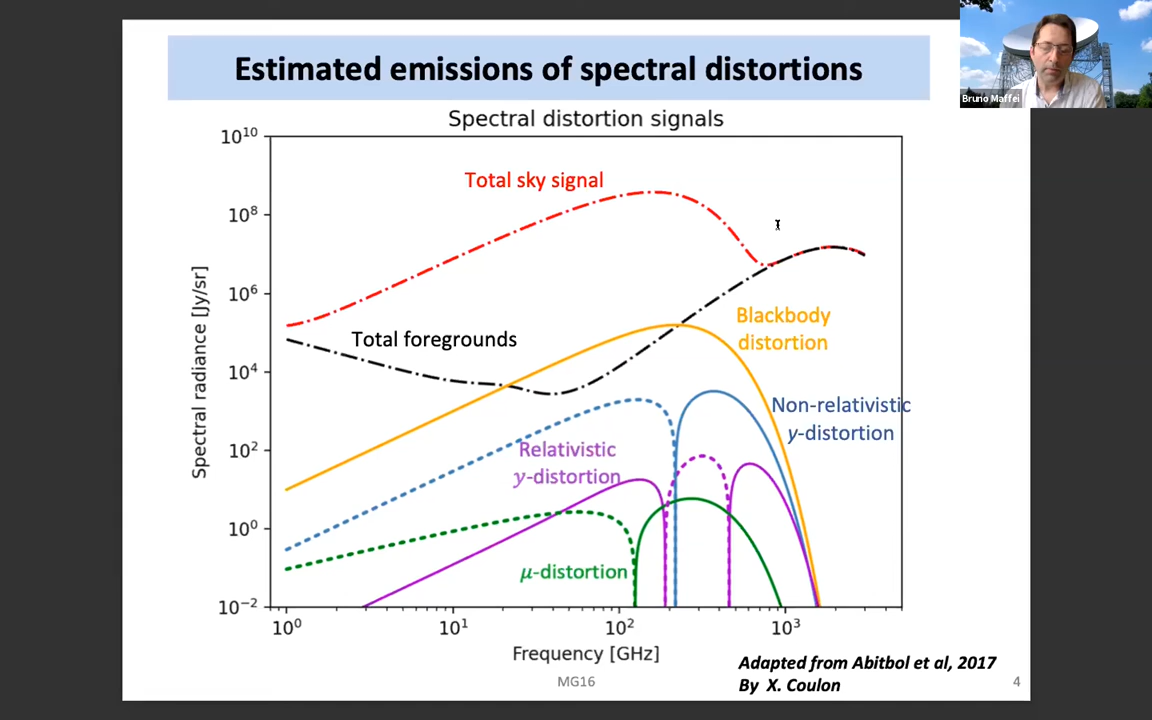 Estimated emissions of spectral distortions
Bruno Maffei
Spectral distortion signals
10^10
10^8
10^6
10^4
10^2
10^0
10^−2
Spectral radiance [Jy/sr]
Total sky signal
Total foregrounds
Blackbody
distortion
Non-relativistic
y-distortion
Relativistic
y-distortion
μ-distortion
10^0
10^1
10^2
10^3
Frequency [GHz]
Adapted from Abitbol et al, 2017
By X. Coulon
MG16
4